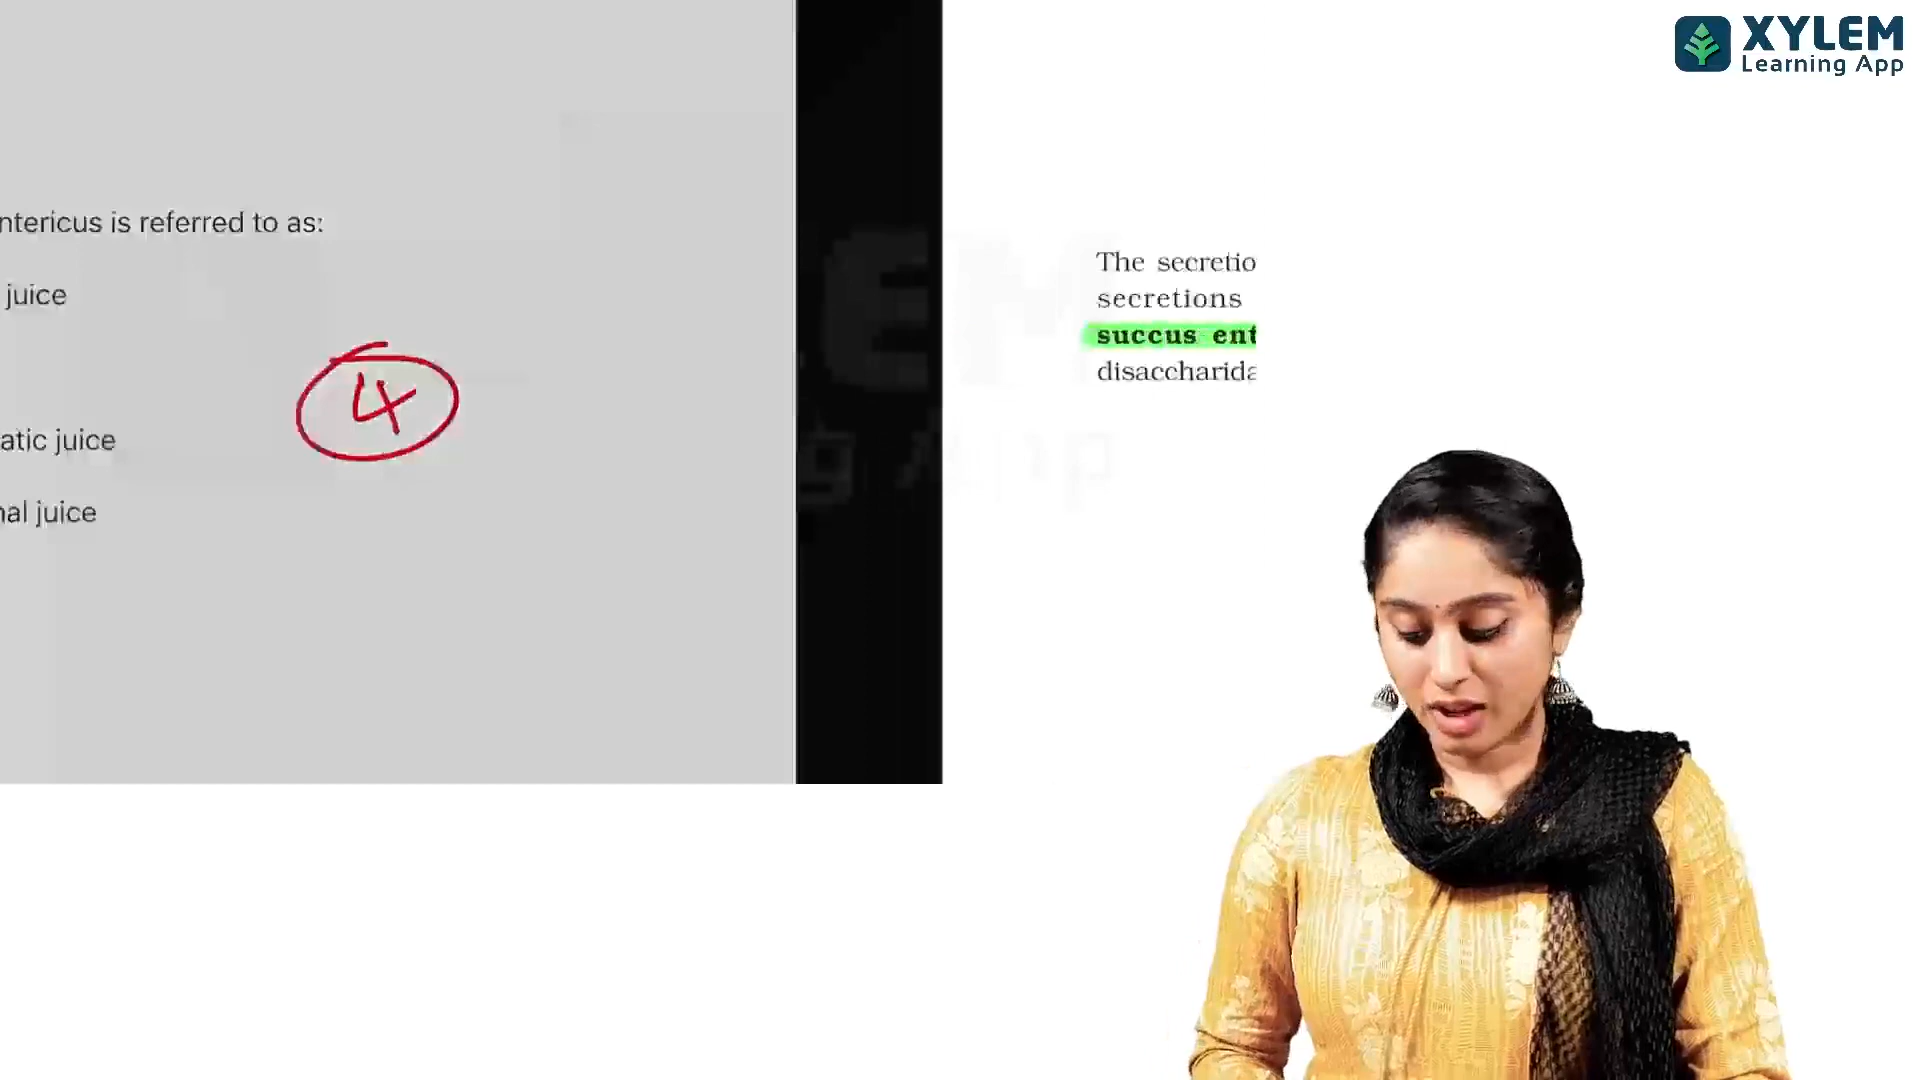 XYLEM
Learning App
ntericus is referred to as:
juice
4
atic juice
nal juice
The secretio
secretions
succus ent
disaccharida